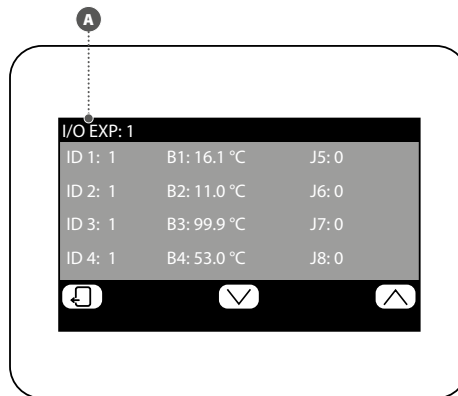 A
I/O EXP: 1
ID 1: 1 B1: 16.1 °C J5: 0
ID 2: 1 B2: 11.0 °C J6: 0
ID 3: 1 B3: 99.9 °C J7: 0
ID 4: 1 B4: 53.0 °C J8: 0